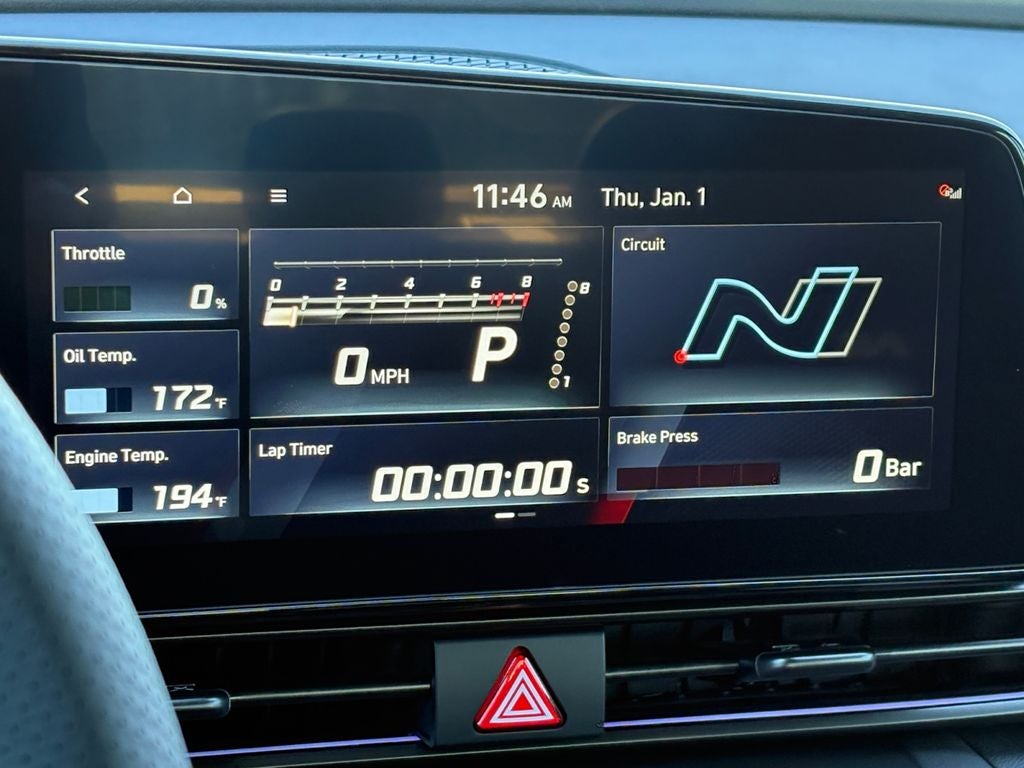 11:46 AM Thu, Jan. 1
Throttle
0 %
Oil Temp.
172 °F
Engine Temp.
194 °F
0 2 4 6 8
8
1
0 MPH P
Lap Timer
00:00:00 s
Circuit
N
Brake Press
0 Bar